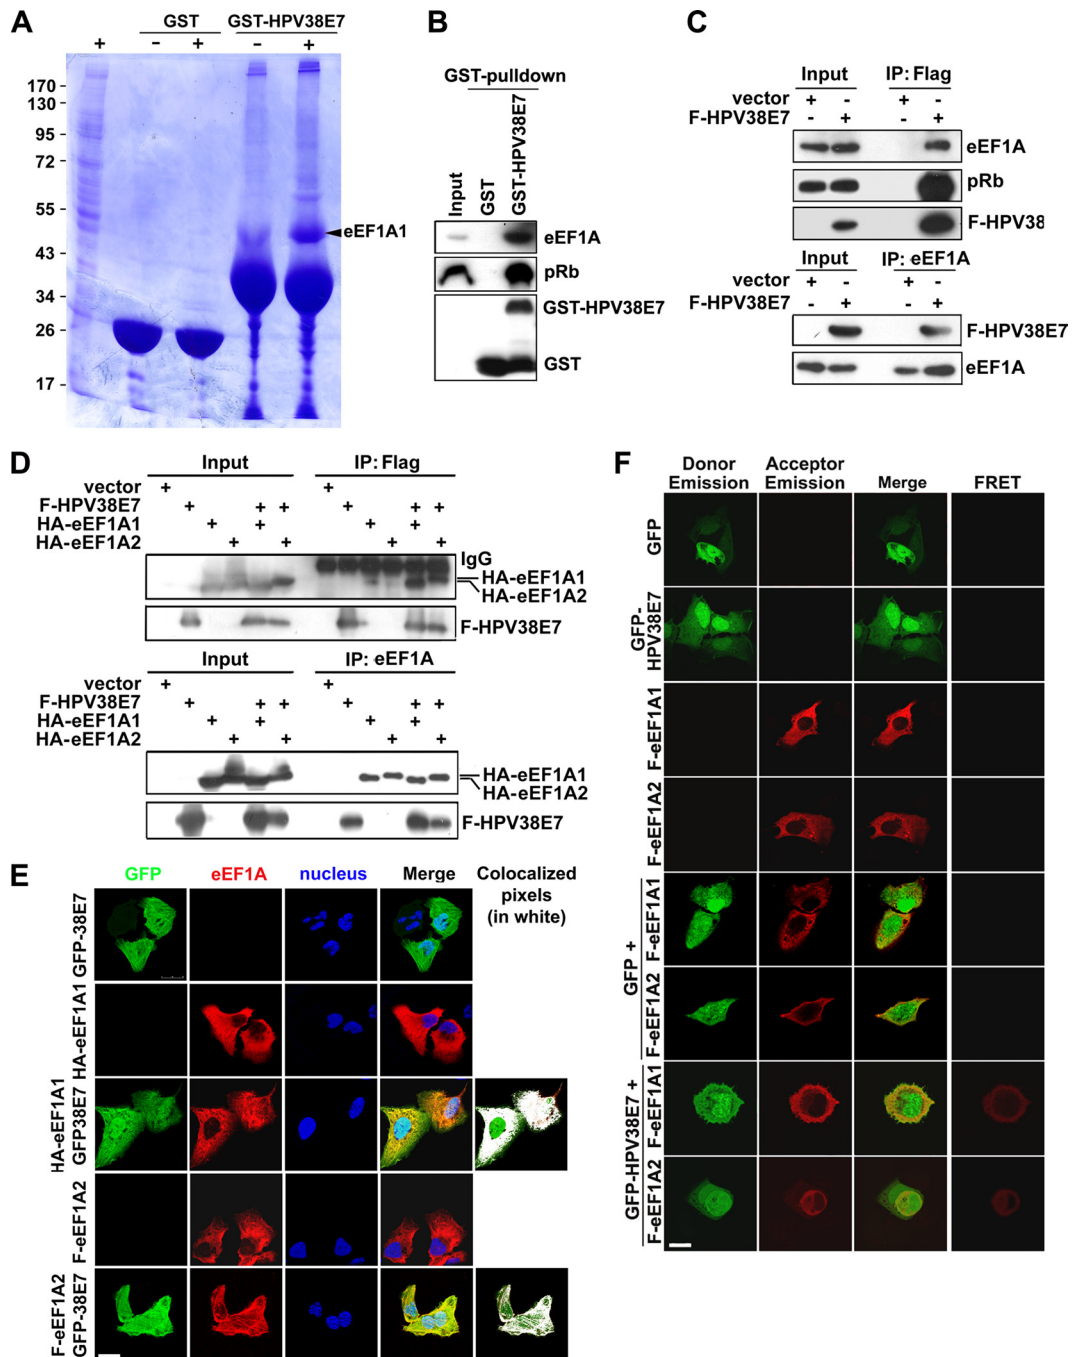 A
GST GST-HPV38E7
+ - + - +
170
130
95
72
55
43
34
26
17
eEF1A1
B
GST-pulldown
Input GST GST-HPV38E7
eEF1A
pRb
GST-HPV38E7
GST
C
Input IP: Flag
vector + - + -
F-HPV38E7 - + - +
eEF1A
pRb
F-HPV38
Input IP: eEF1A
vector + - + -
F-HPV38E7 - + - +
F-HPV38E7
eEF1A
D
Input IP: Flag
vector + +
F-HPV38E7 + + + + + +
HA-eEF1A1 + + + +
HA-eEF1A2 + + + +
IgG
HA-eEF1A1
HA-eEF1A2
F-HPV38E7
Input IP: eEF1A
vector + +
F-HPV38E7 + + + + + +
HA-eEF1A1 + + + +
HA-eEF1A2 + + + +
HA-eEF1A1
HA-eEF1A2
F-HPV38E7
E
GFP eEF1A nucleus Merge Colocalized
pixels
(in white)
GFP-38E7
HA-eEF1A1
HA-eEF1A1
GFP38E7
F-eEF1A2
F-eEF1A2
GFP-38E7
F
Donor Acceptor
Emission Emission Merge FRET
GFP
GFP-
HPV38E7
F-eEF1A1
F-eEF1A2
GFP +
F-eEF1A1
F-eEF1A2
GFP-HPV38E7 +
F-eEF1A1
F-eEF1A2